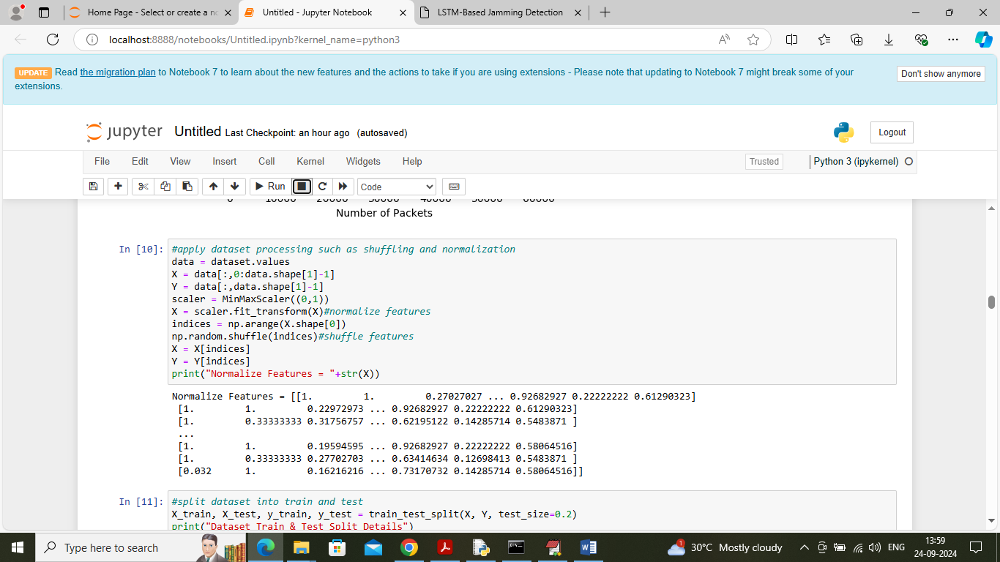 Home Page - Select or create a no
Untitled - Jupyter Notebook
LSTM-Based Jamming Detection
localhost:8888/notebooks/Untitled.ipynb?kernel_name=python3
UPDATE Read the migration plan to Notebook 7 to learn about the new features and the actions to take if you are using extensions - Please note that updating to Notebook 7 might break some of your
extensions.
Don't show anymore
jupyter Untitled Last Checkpoint: an hour ago (autosaved)
Logout
File Edit View Insert Cell Kernel Widgets Help
Trusted
Python 3 (ipykernel)
Run
Code
0 10000 20000 30000 40000 50000 60000
Number of Packets
In [10]:
#apply dataset processing such as shuffling and normalization
data = dataset.values
X = data[:,0:data.shape[1]-1]
Y = data[:,data.shape[1]-1]
scaler = MinMaxScaler((0,1))
X = scaler.fit_transform(X)#normalize features
indices = np.arange(X.shape[0])
np.random.shuffle(indices)#shuffle features
X = X[indices]
Y = Y[indices]
print("Normalize Features = "+str(X))
Normalize Features = [[1. 1. 0.27027027 ... 0.92682927 0.22222222 0.61290323]
[1. 1. 0.22972973 ... 0.92682927 0.22222222 0.61290323]
[1. 0.33333333 0.31756757 ... 0.62195122 0.14285714 0.5483871 ]
...
[1. 1. 0.19594595 ... 0.92682927 0.22222222 0.58064516]
[1. 0.33333333 0.27702703 ... 0.63414634 0.12698413 0.5483871 ]
[0.032 1. 0.16216216 ... 0.73170732 0.14285714 0.58064516]]
In [11]:
#split dataset into train and test
X_train, X_test, y_train, y_test = train_test_split(X, Y, test_size=0.2)
print("Dataset Train & Test Split Details")
Type here to search
1
30°C Mostly cloudy
ENG
13:59
24-09-2024